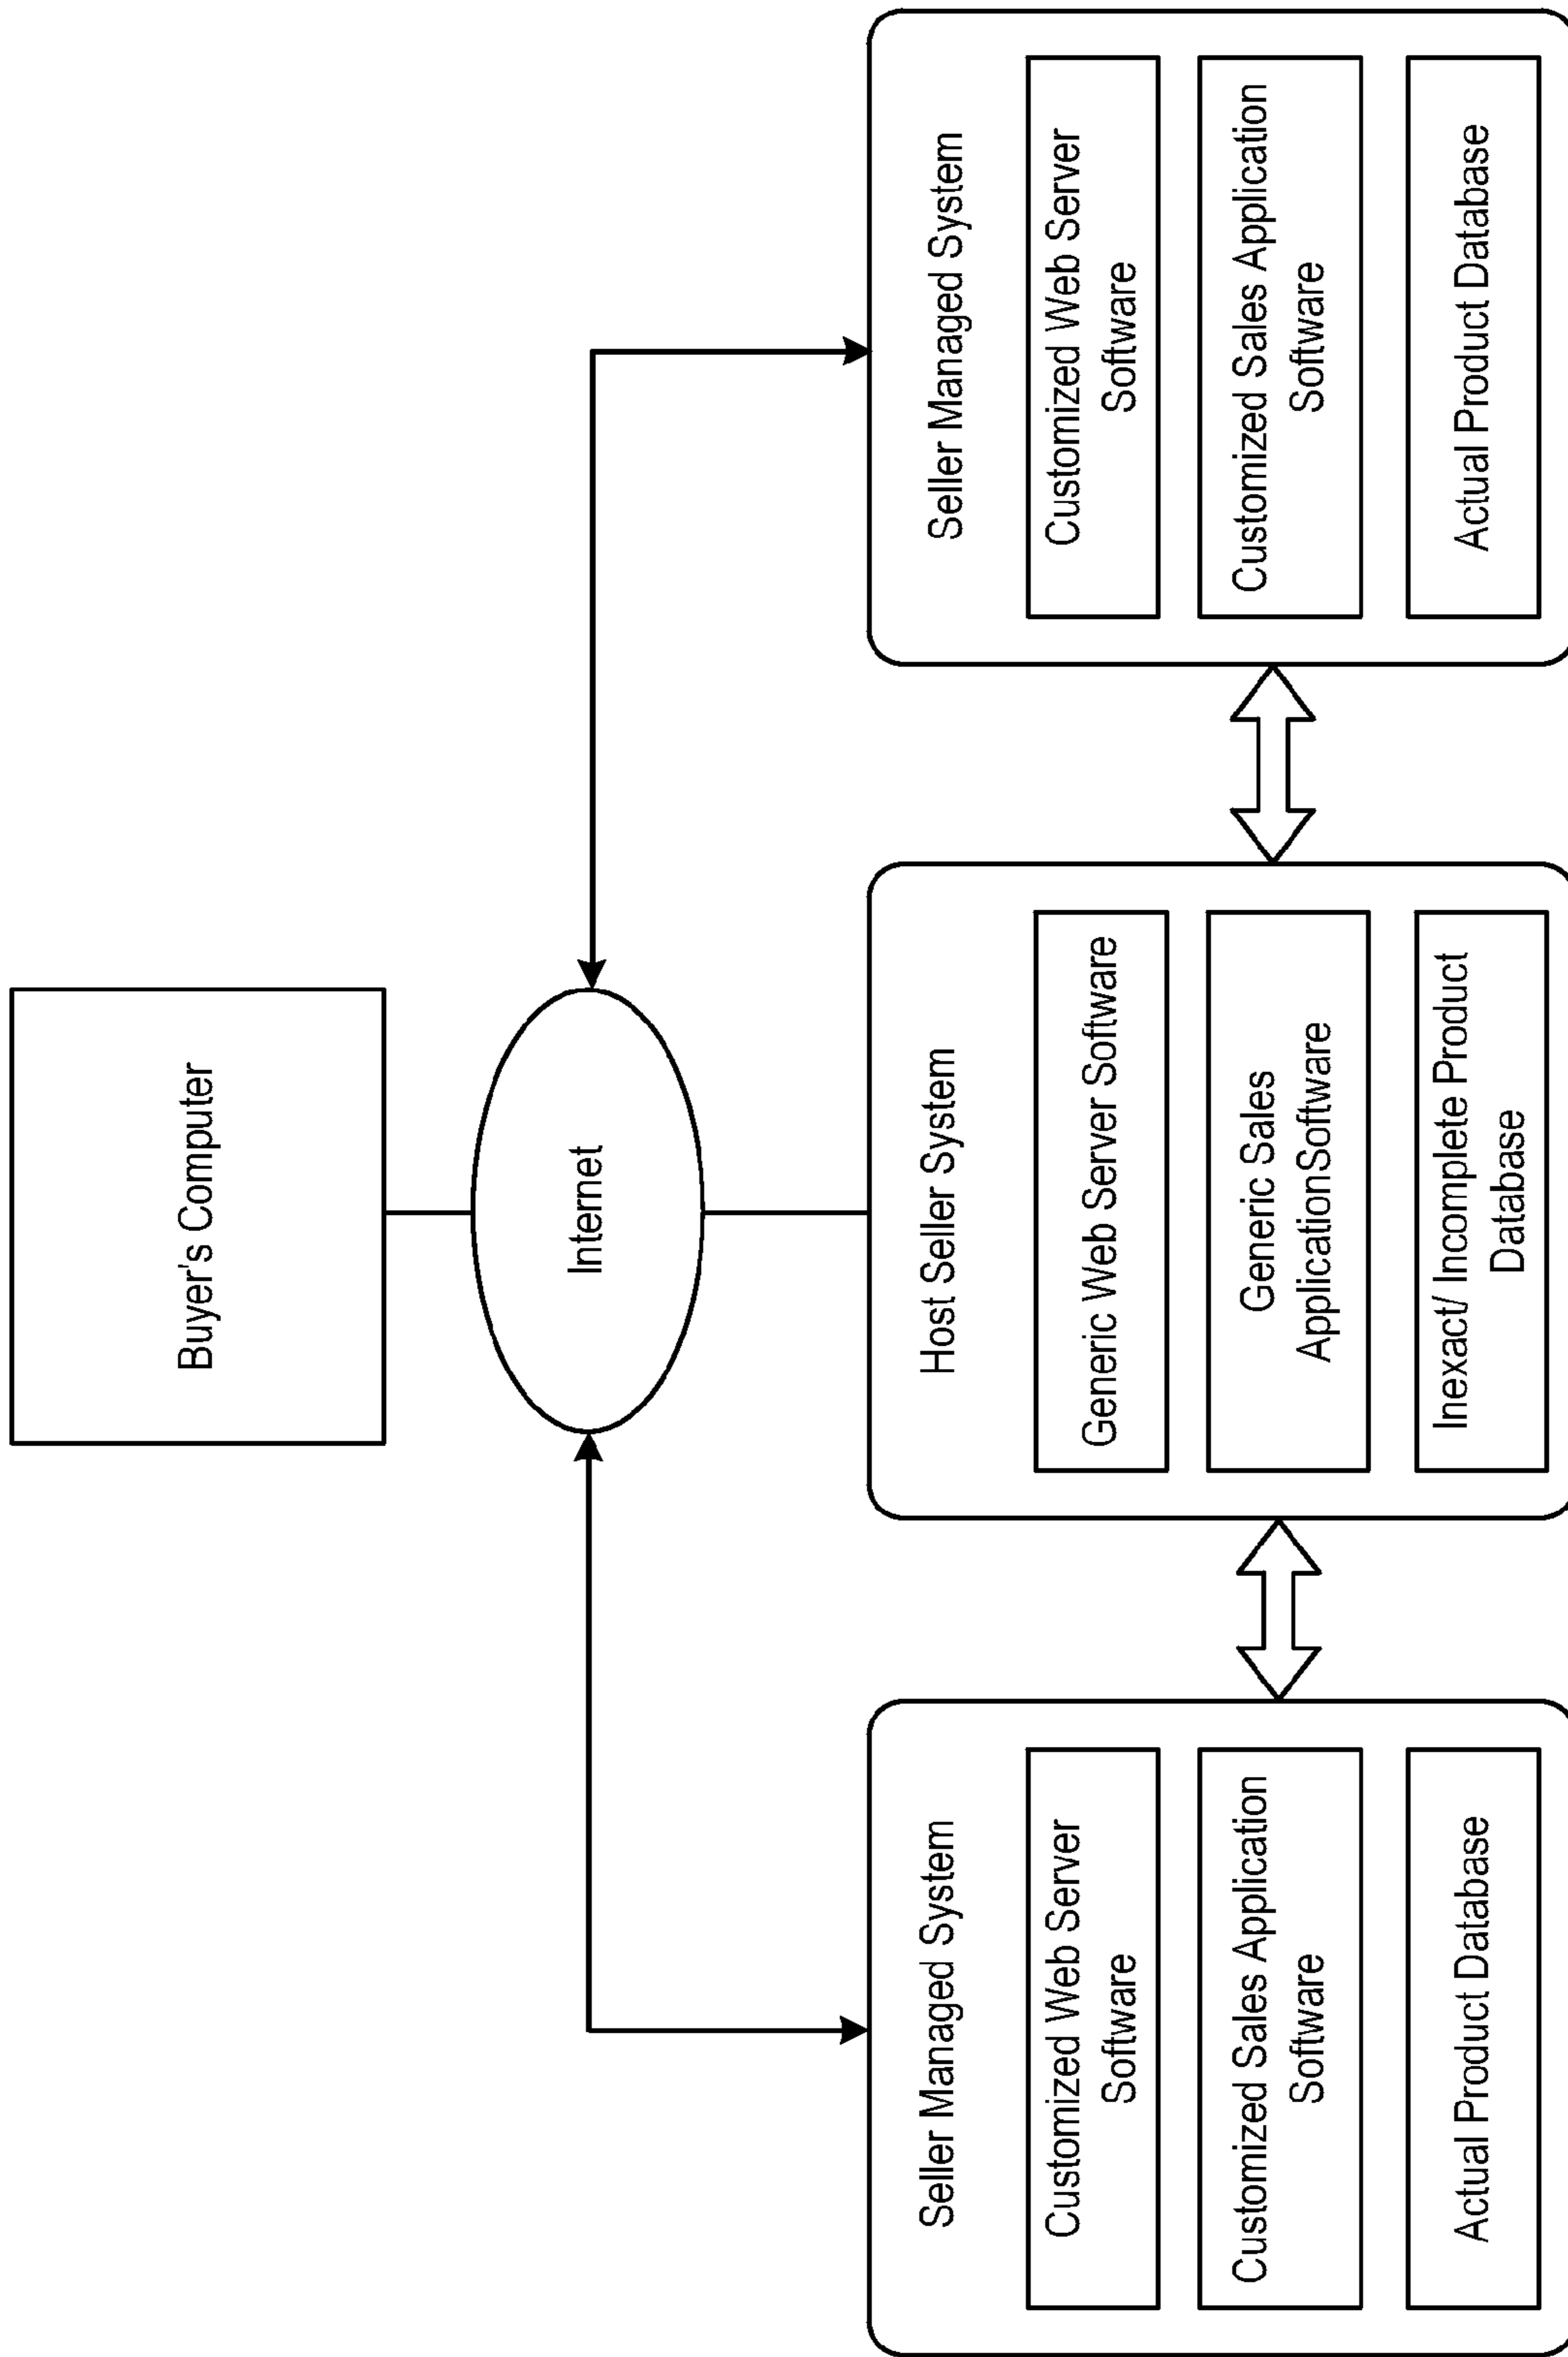 Buyer's Computer
Internet
Seller Managed System
Customized Web Server
Software
Customized Sales Application
Software
Actual Product Database
Host Seller System
Generic Web Server Software
Generic Sales
ApplicationSoftware
Inexact/ Incomplete Product
Database
Seller Managed System
Customized Web Server
Software
Customized Sales Application
Software
Actual Product Database